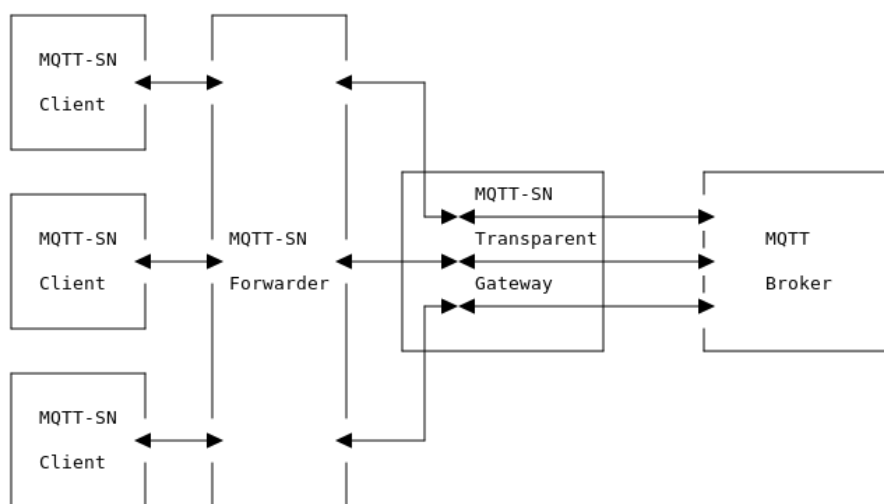 MQTT-SN
Client
MQTT-SN
Transparent
Gateway
MQTT-SN
Client
MQTT-SN
Forwarder
MQTT
Broker
MQTT-SN
Client